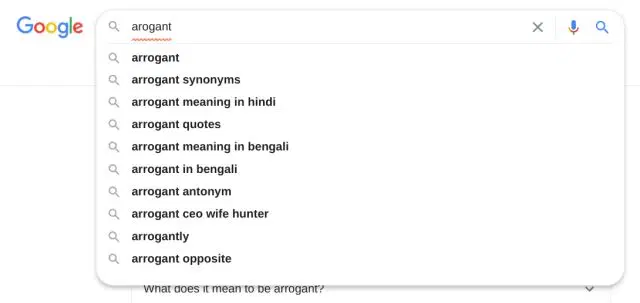 Google
arogant
arrogant
arrogant synonyms
arrogant meaning in hindi
arrogant quotes
arrogant meaning in bengali
arrogant in bengali
arrogant antonym
arrogant ceo wife hunter
arrogantly
arrogant opposite
What does it mean to be arrogant?